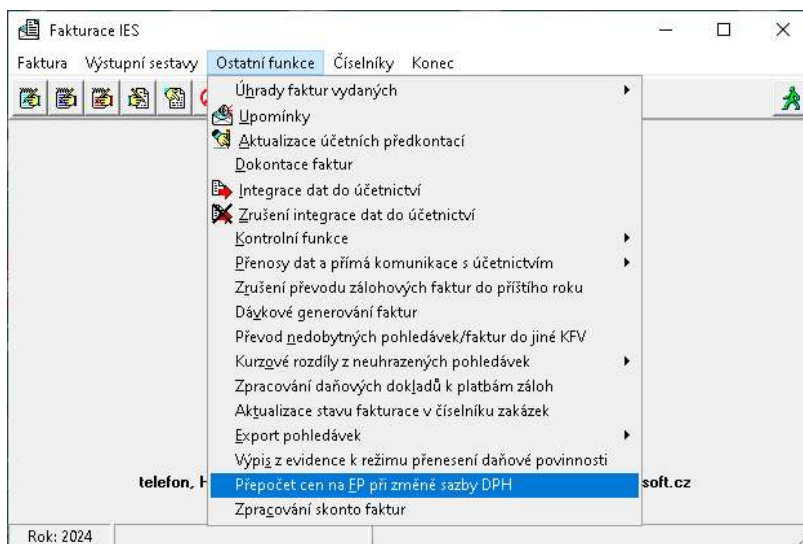 Fakturace IES
Faktura Výstupní sestavy Ostatní funkce Číselníky Konec
Úhrady faktur vydaných
Upomínky
Aktualizace účetních předkontací
Dokontace faktur
Integrace dat do účetnictví
Zrušení integrace dat do účetnictví
Kontrolní funkce
Přenosy dat a přímá komunikace s účetnictvím
Zrušení převodu zálohových faktur do příštího roku
Dávkové generování faktur
Převod nedobytných pohledávek/faktur do jiné KFV
Kurzové rozdíly z neuhrazených pohledávek
Zpracování daňových dokladů k platbám záloh
Aktualizace stavu fakturace v číselníku zakázek
Export pohledávek
Výpis z evidence k režimu přenesení daňové povinnosti
telefon, H Přepočet cen na FP při změně sazby DPH soft.cz
Zpracování skonto faktur
Rok: 2024